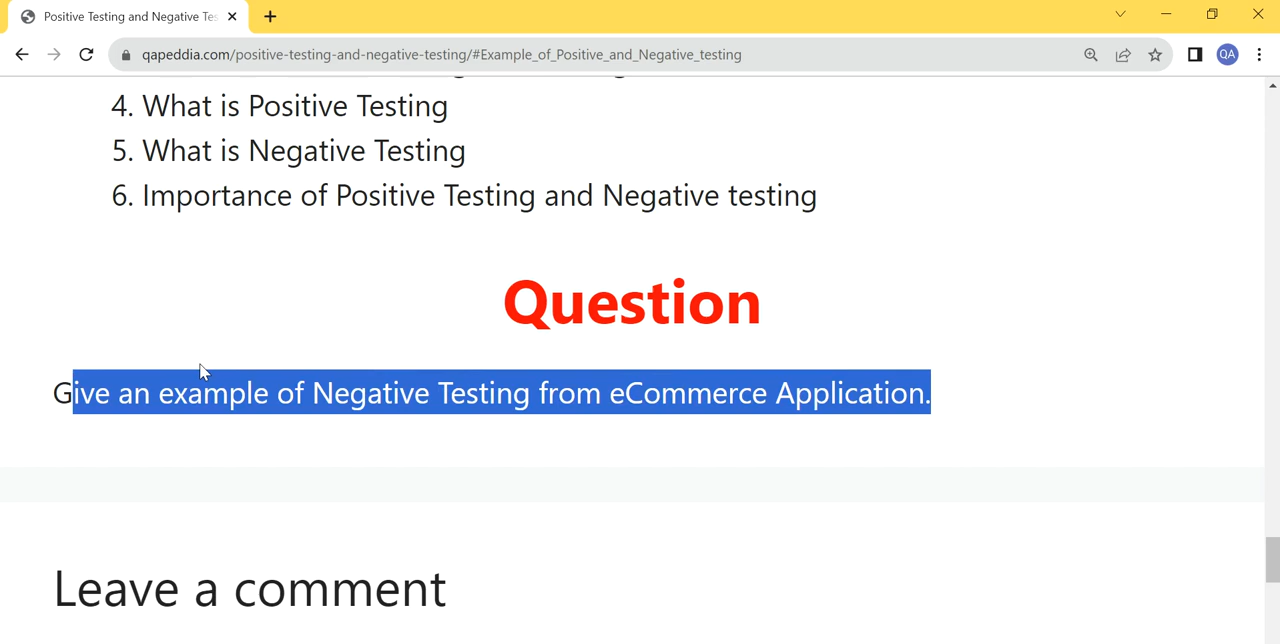 Positive Testing and Negative Tes
qapeddia.com/positive-testing-and-negative-testing/#Example_of_Positive_and_Negative_testing
QA
4. What is Positive Testing
5. What is Negative Testing
6. Importance of Positive Testing and Negative testing
Question
Give an example of Negative Testing from eCommerce Application.
Leave a comment